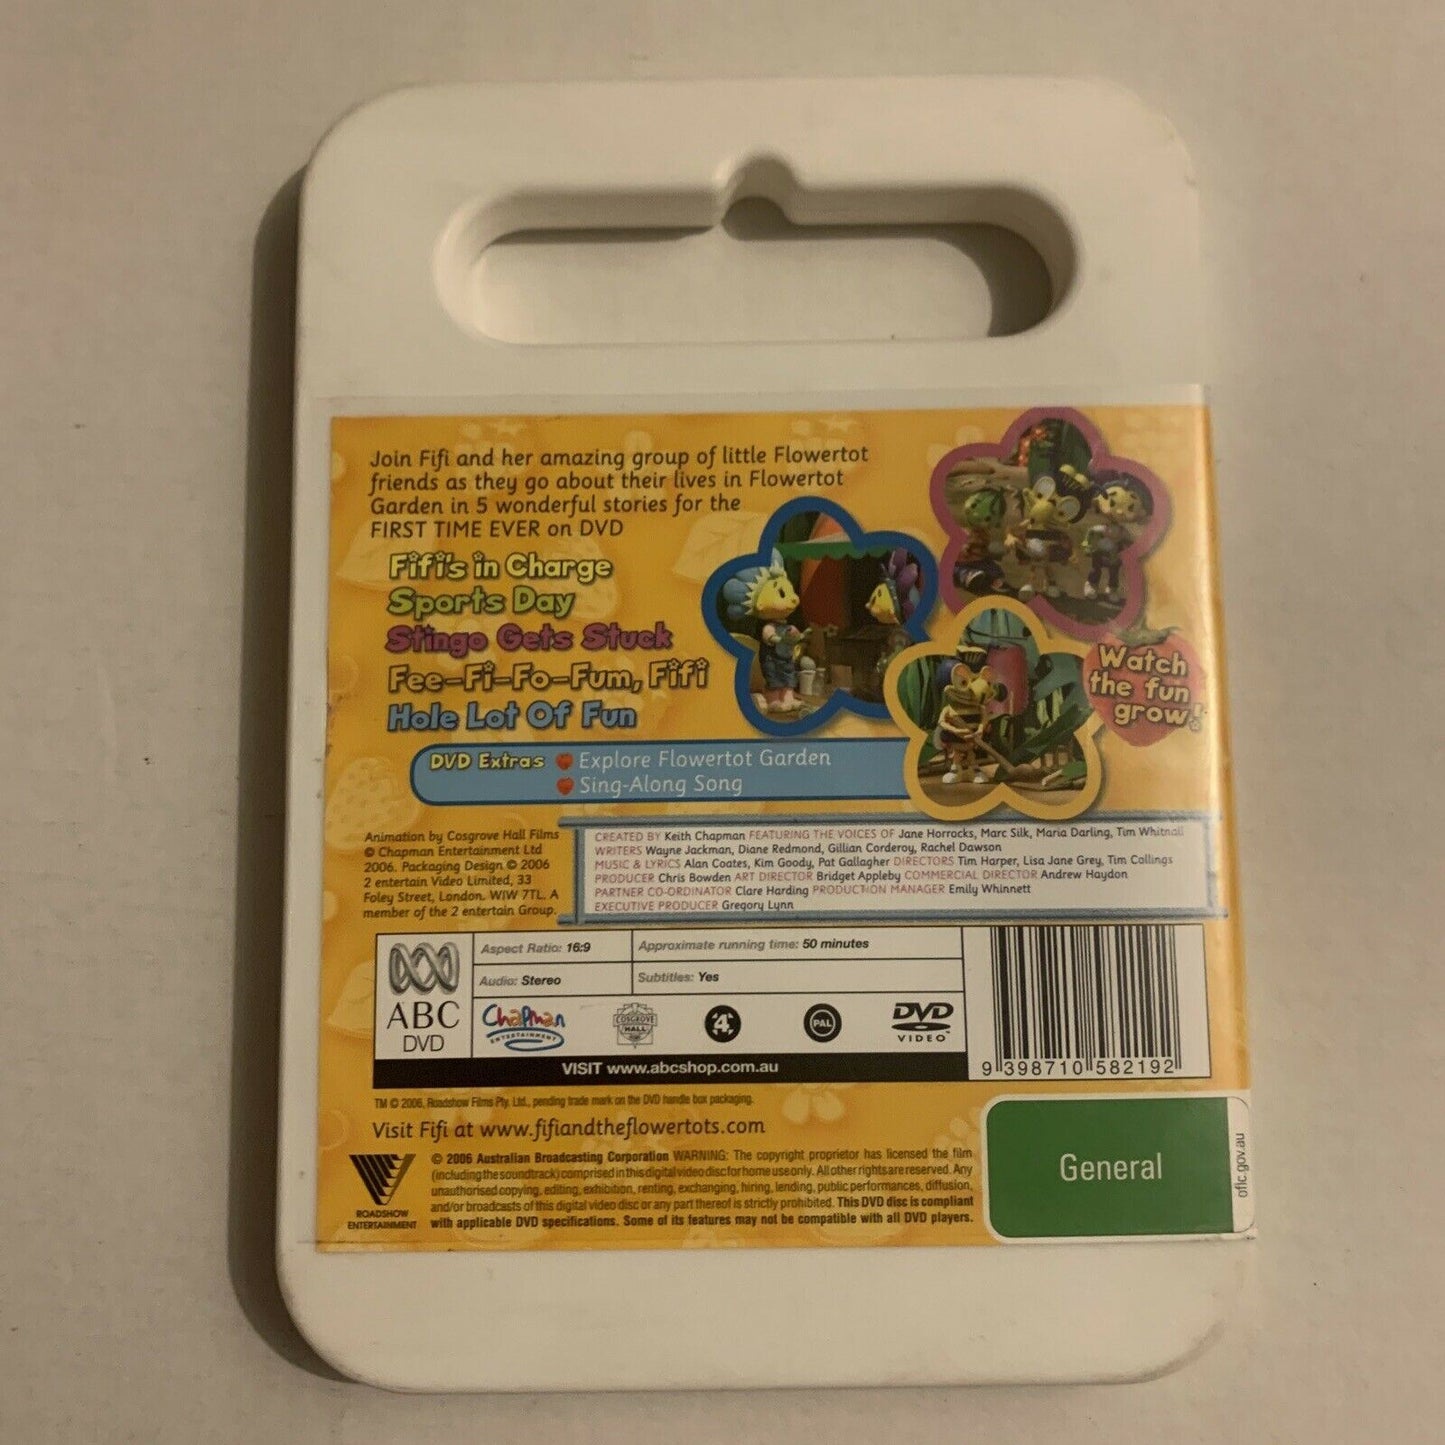 Join Fifi and her amazing group of little Flowertot
friends as they go about their lives in Flowertot
Garden in 5 wonderful stories for the
FIRST TIME EVER on DVD
Fifi's in Charge
Sports Day
Stingo Gets Stuck
Fee-Fi-Fo-Fum, Fifi
Hole Lot Of Fun
Watch
the fun
grow!
DVD Extras Explore Flowertot Garden
Sing-Along Song
Animation by Cosgrove Hall Films
© Chapman Entertainment Ltd
2006. Packaging Design © 2006
2 entertain Video Limited, 33
Foley Street, London. W1W 7TL. A
member of the 2 entertain Group.
CREATED BY Keith Chapman FEATURING THE VOICES OF Jane Horrocks, Marc Silk, Maria Darling, Tim Whitnall
WRITERS Wayne Jackman, Diane Redmond, Gillian Corderoy, Rachel Dawson
MUSIC & LYRICS Alan Coates, Kim Goody, Pat Gallagher DIRECTORS Tim Harper, Lisa Jane Grey, Tim Collings
PRODUCER Chris Bowden ART DIRECTOR Bridget Appleby COMMERCIAL DIRECTOR Andrew Haydon
PARTNER CO-ORDINATOR Clare Harding PRODUCTION MANAGER Emily Whinnett
EXECUTIVE PRODUCER Gregory Lynn
ABC
DVD
Aspect Ratio: 16:9
Approximate running time: 50 minutes
Audio: Stereo
Subtitles: Yes
Chapman
ENTERTAINMENT
COSGROVE
HALL
4
PAL
DVD
VIDEO
VISIT www.abcshop.com.au
9 398710 582192
TM © 2006, Roadshow Films Pty. Ltd., pending trade mark on the DVD handle box packaging.
Visit Fifi at www.fifiandtheflowertots.com
ROADSHOW
ENTERTAINMENT
© 2006 Australian Broadcasting Corporation WARNING: The copyright proprietor has licensed the film
(including the soundtrack) comprised in this digital video disc for home use only. All other rights are reserved. Any
unauthorised copying, editing, exhibition, renting, exchanging, hiring, lending, public performances, diffusion,
and/or broadcasts of this digital video disc or any part thereof is strictly prohibited. This DVD disc is compliant
with applicable DVD specifications. Some of its features may not be compatible with all DVD players.
General
oflc.gov.au